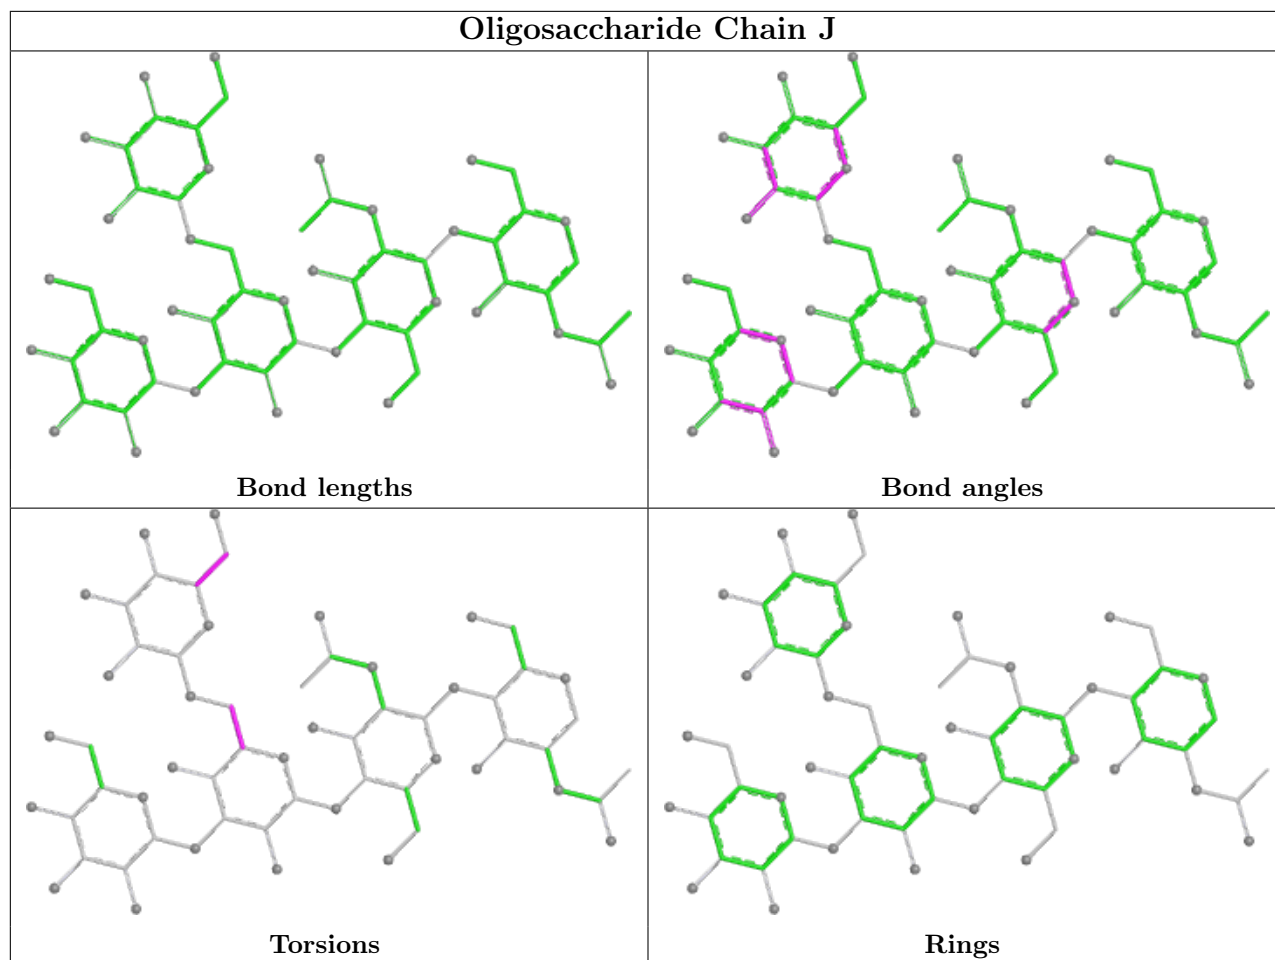 Oligosaccharide Chain J
Bond lengths
Bond angles
Torsions
Rings